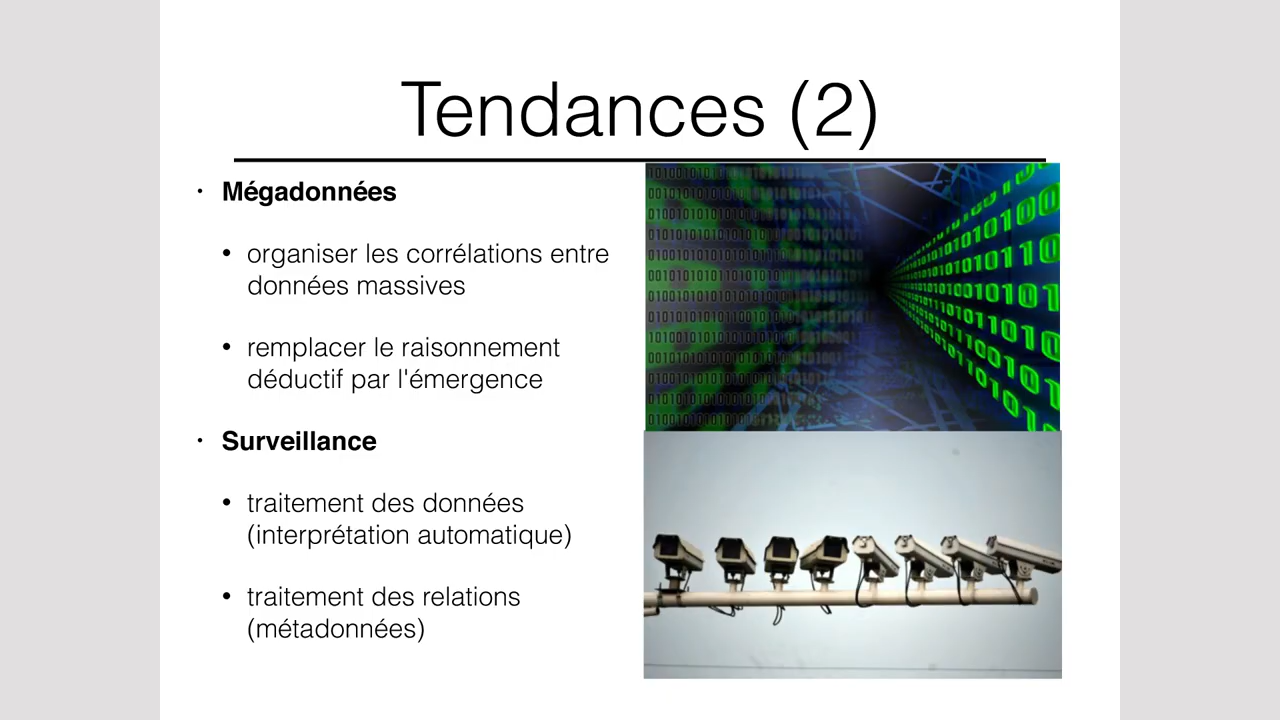 Tendances (2)
• Mégadonnées
• organiser les corrélations entre
données massives
• remplacer le raisonnement
déductif par l'émergence
• Surveillance
• traitement des données
(interprétation automatique)
• traitement des relations
(métadonnées)